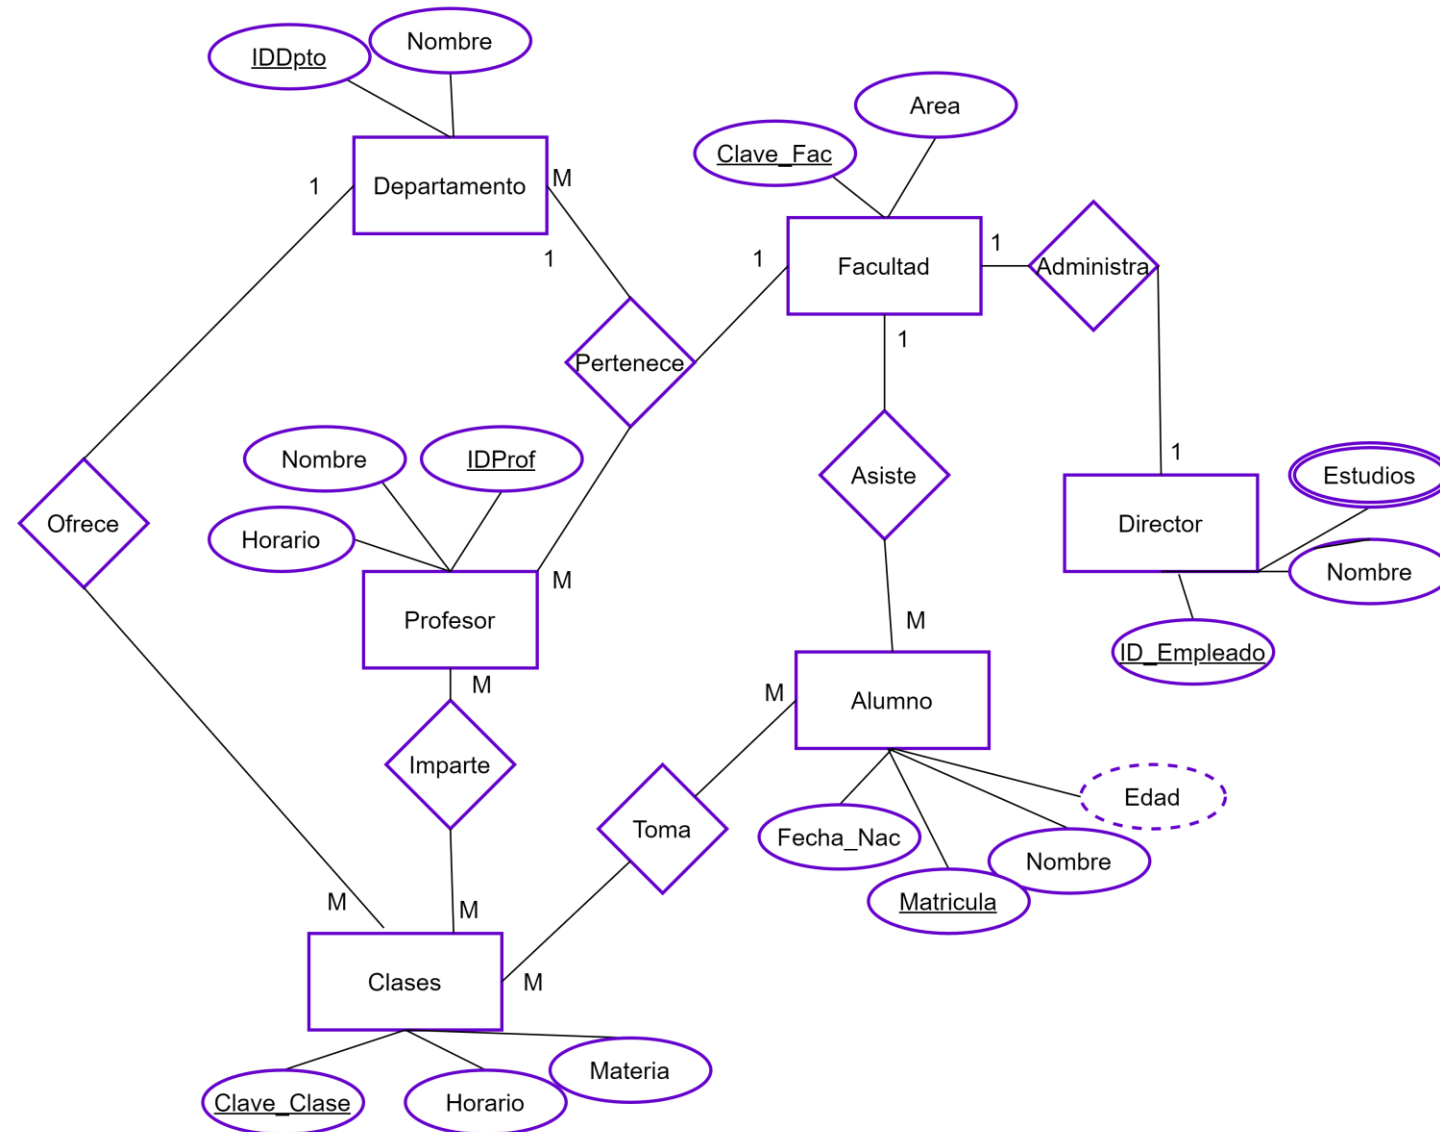 Nombre
IDDpto
Area
Clave_Fac
Departamento
M
1
1
1
Facultad
1
Administra
1
Pertenece
Nombre
IDProf
Horario
Asiste
1
Estudios
Ofrece
Director
Nombre
M
Profesor
M
ID_Empleado
M
M
Alumno
Imparte
Toma
Edad
Fecha_Nac
Nombre
Matricula
M
M
Clases
M
Materia
Clave_Clase
Horario